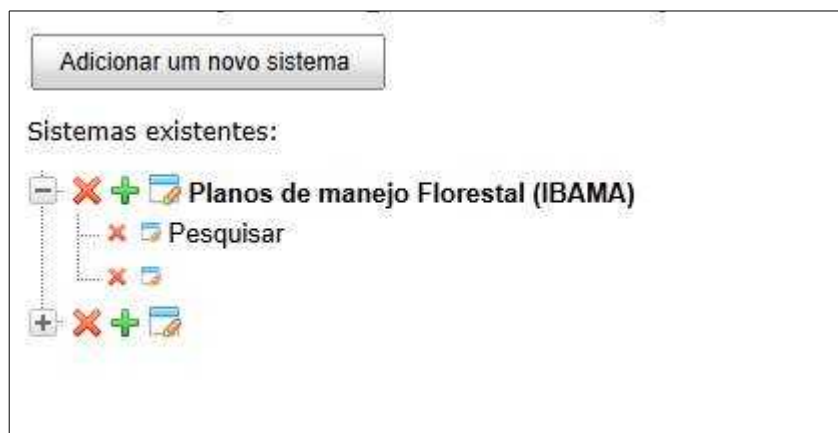 Adicionar um novo sistema
Sistemas existentes:
Planos de manejo Florestal (IBAMA)
Pesquisar